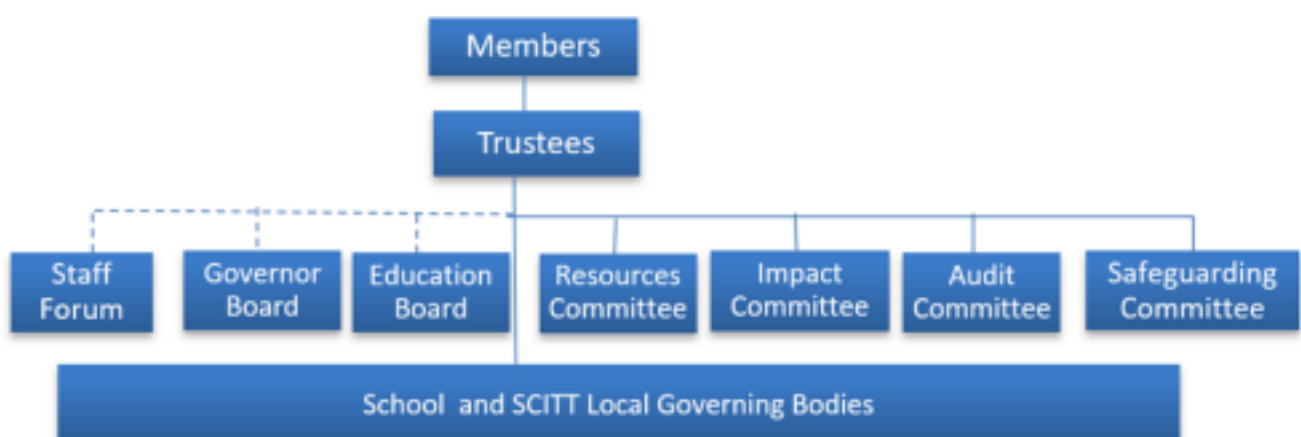 Members
Trustees
Staff
Forum
Governor
Board
Education
Board
Resources
Committee
Impact
Committee
Audit
Committee
Safeguarding
Committee
School and SCITT Local Governing Bodies